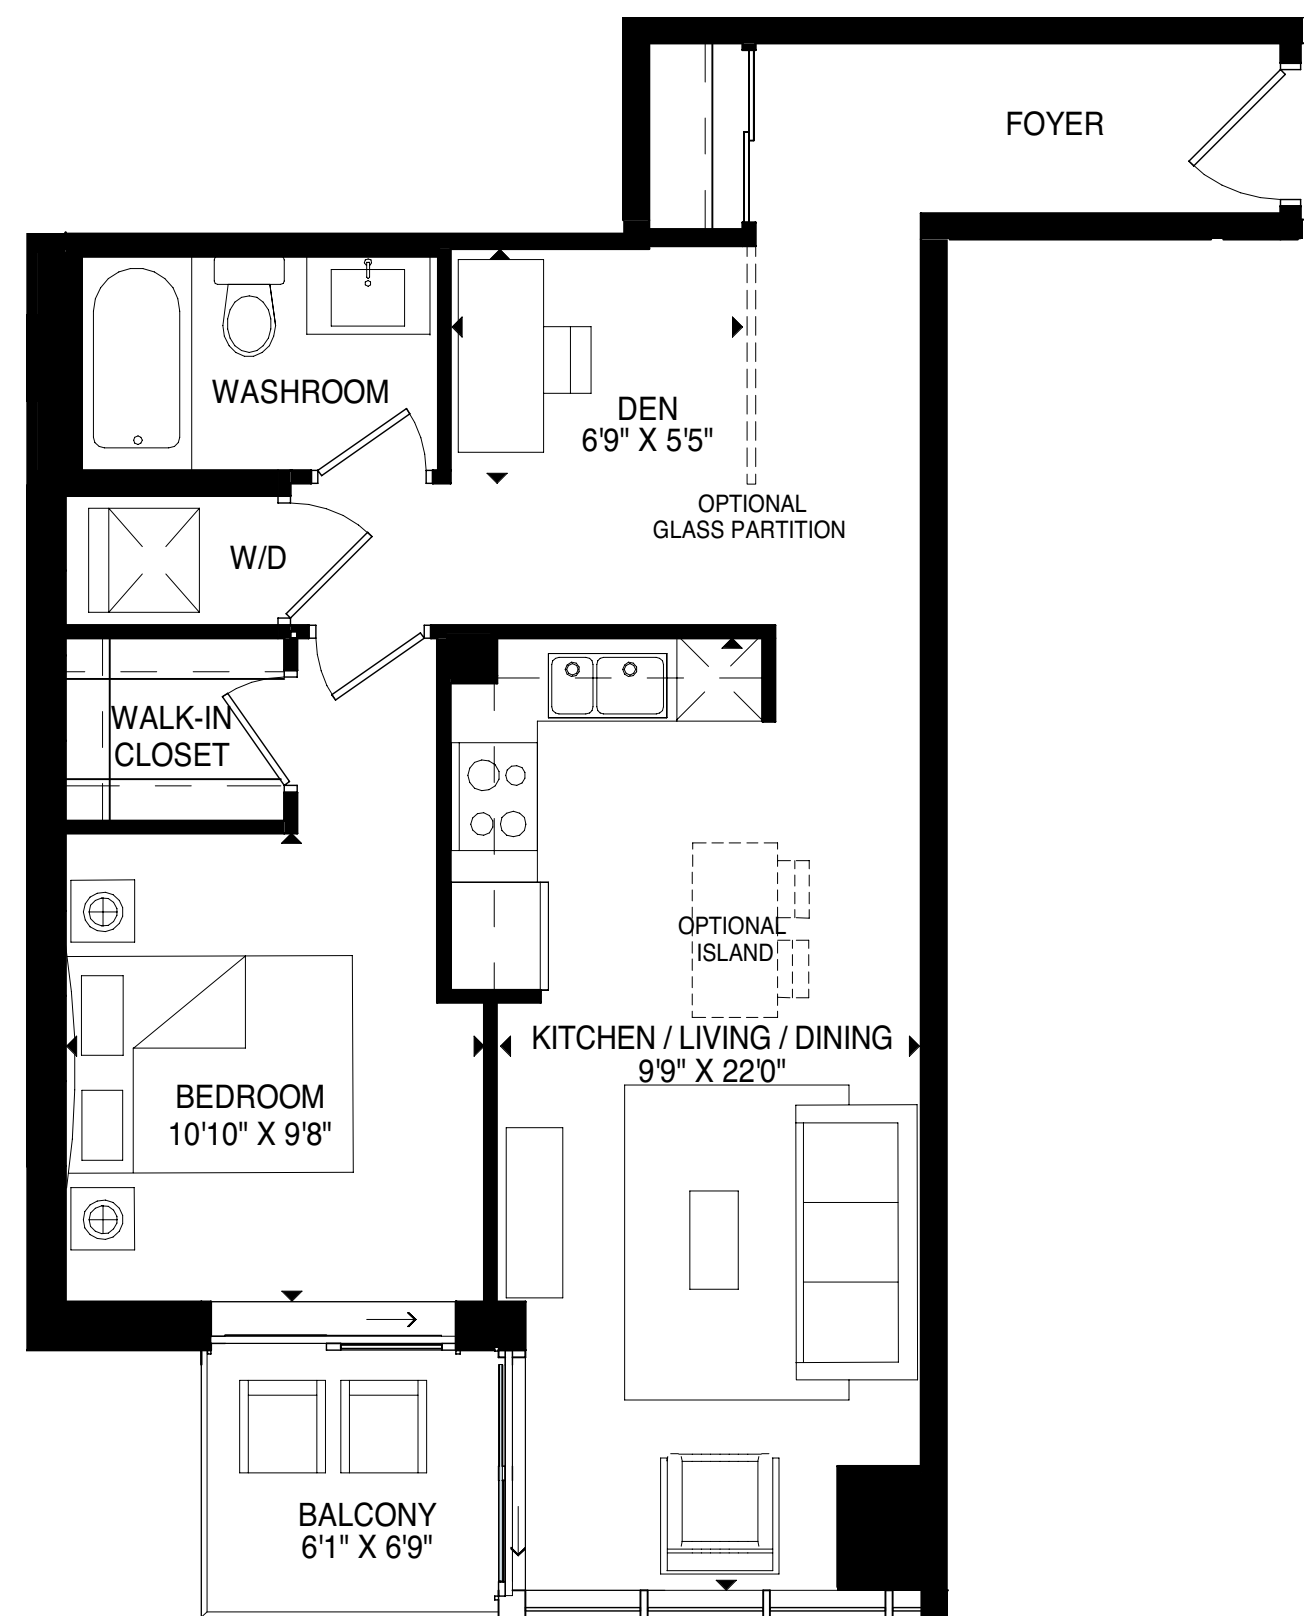 FOYER
WASHROOM
DEN
6'9" X 5'5"
OPTIONAL
GLASS PARTITION
W/D
WALK-IN
CLOSET
OPTIONAL
ISLAND
KITCHEN / LIVING / DINING
9'9" X 22'0"
BEDROOM
10'10" X 9'8"
BALCONY
6'1" X 6'9"